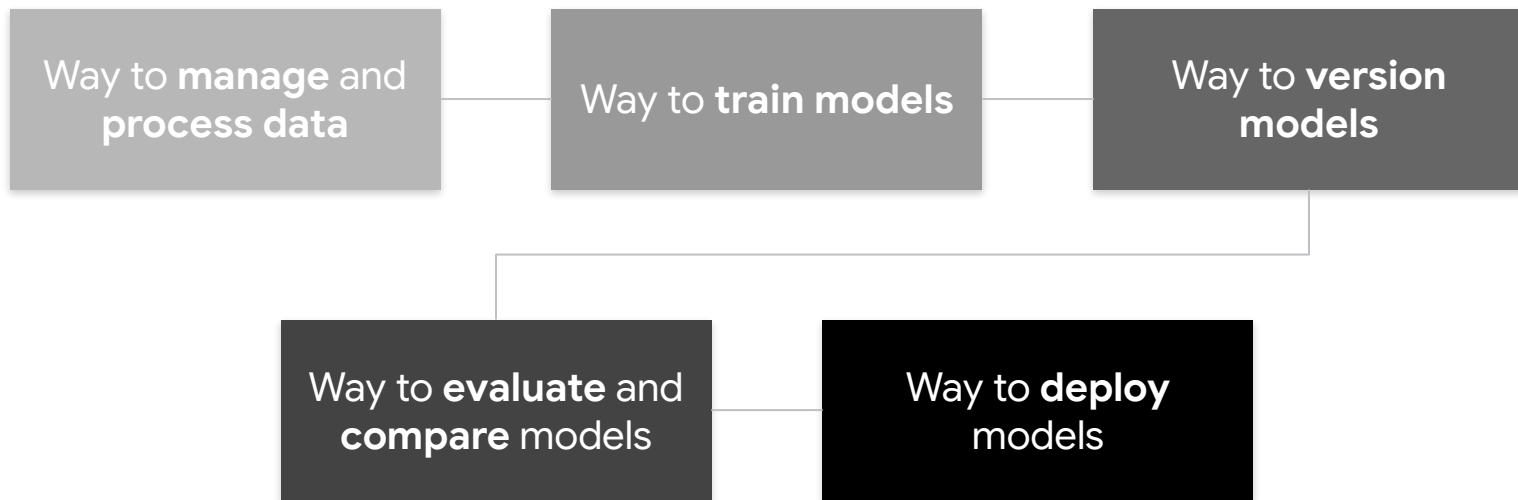 Way to manage and
process data
Way to train models
Way to version
models
Way to evaluate and
compare models
Way to deploy
models